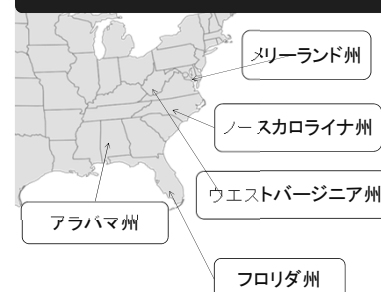 メリーランド州
ノースカロライナ州
ウエストバージニア州
アラバマ州
フロリダ州